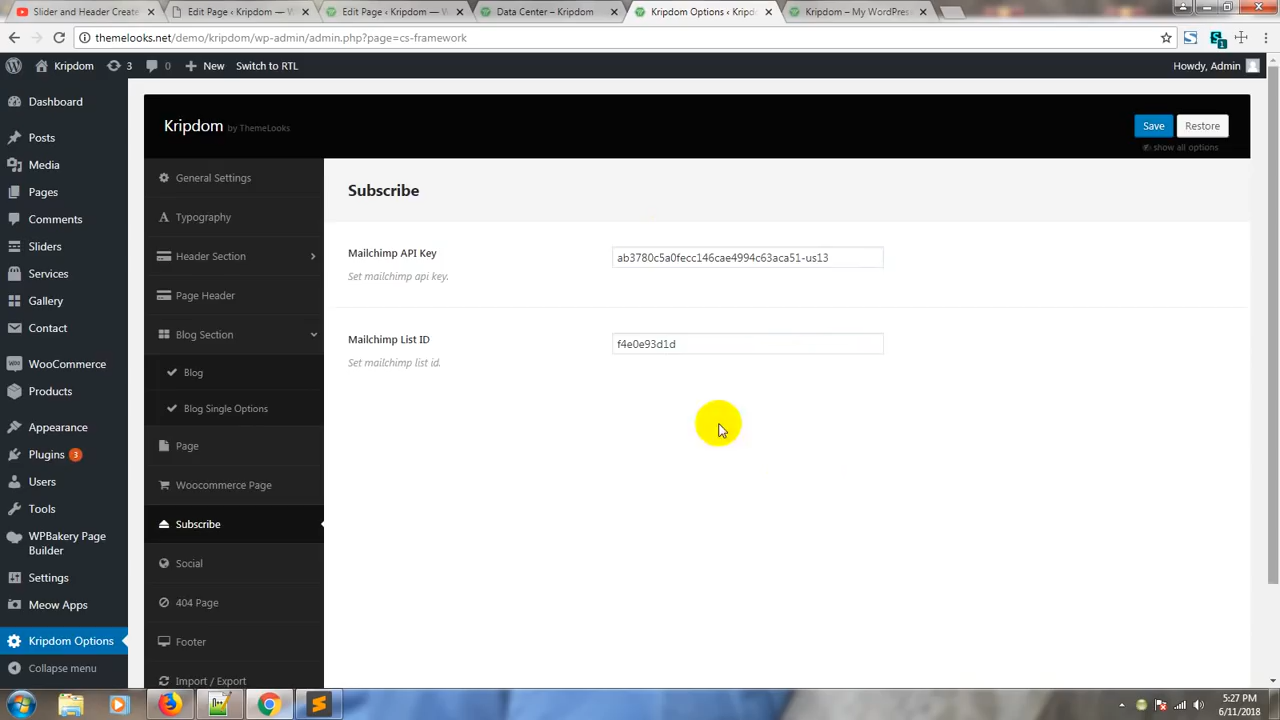 Slider and Header Create
Edit Page ‹ Kripdom — W
Edit Page ‹ Kripdom — W
Data Center – Kripdom
Kripdom Options ‹ Kripd
Kripdom – My WordPress
themelooks.net/demo/kripdom/wp-admin/admin.php?page=cs-framework
1
Kripdom
3
New
Switch to RTL
Howdy, Admin
Dashboard
Posts
Media
Pages
Comments
Sliders
Services
Gallery
Contact
WooCommerce
Products
Appearance
Plugins 3
Users
Tools
WPBakery Page
Builder
Settings
Meow Apps
Kripdom Options
Collapse menu
Kripdom by ThemeLooks
Save
Restore
show all options
General Settings
Typography
Header Section
Page Header
Blog Section
Blog
Blog Single Options
Page
Woocommerce Page
Subscribe
Social
404 Page
Footer
Import / Export
Subscribe
Mailchimp API Key
Set mailchimp api key.
ab3780c5a0fecc146cae4994c63aca51-us13
Mailchimp List ID
Set mailchimp list id.
f4e0e93d1d
5:27 PM
6/11/2018